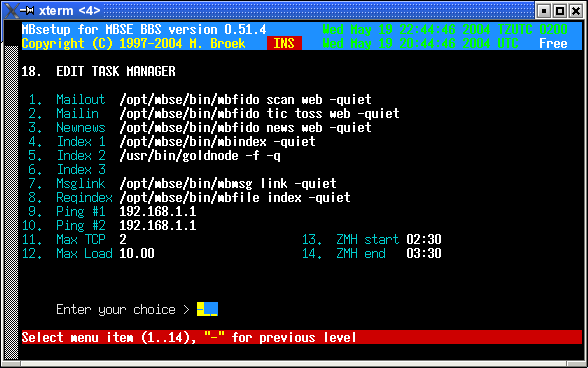 xterm <4>
MBsetup for MBSE BBS version 0.51.4 Wed May 19 22:44:46 2004 TZUTC 0200
Copyright (C) 1997-2004 M. Broek INS Wed May 19 20:44:46 2004 UTC Free
18. EDIT TASK MANAGER
1. Mailout /opt/mbse/bin/mbfido scan web -quiet
2. Mailin /opt/mbse/bin/mbfido tic toss web -quiet
3. Newnews /opt/mbse/bin/mbfido news web -quiet
4. Index 1 /opt/mbse/bin/mbindex -quiet
5. Index 2 /usr/bin/goldnode -f -q
6. Index 3
7. Msglink /opt/mbse/bin/mbmsg link -quiet
8. Reqindex /opt/mbse/bin/mbfile index -quiet
9. Ping #1 192.168.1.1
10. Ping #2 192.168.1.1
11. Max TCP 2 13. ZMH start 02:30
12. Max Load 10.00 14. ZMH end 03:30
Enter your choice > -
Select menu item (1..14), "-" for previous level